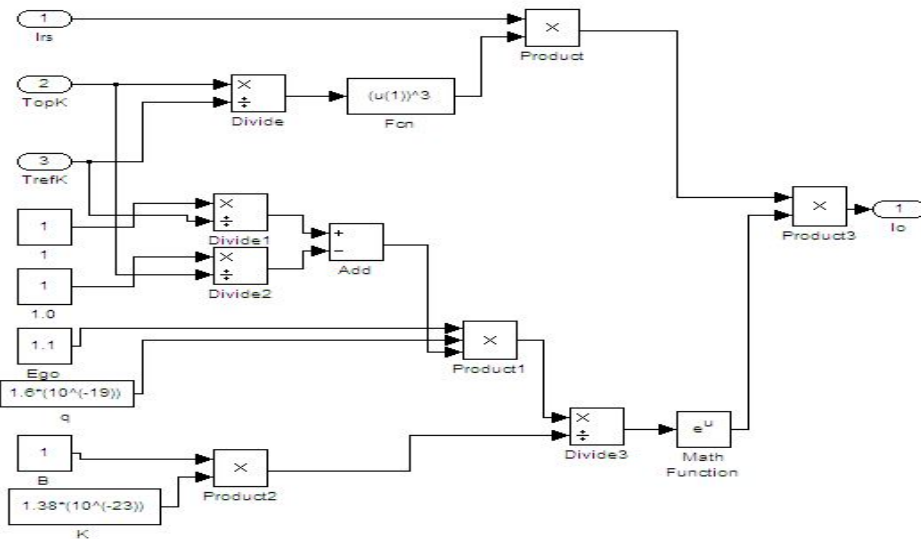 1
Irs
×
Product
2
TopK
×
÷
Divide
(u(1))^3
Fcn
3
TrefK
×
÷
Divide1
1
1
+
−
Add
×
Product3
1
Io
×
÷
Divide2
1
1.0
1.1
Ego
×
Product1
1.6*(10^(-19))
q
×
÷
Divide3
e^u
Math
Function
1
B
×
Product2
1.38*(10^(-23))
K